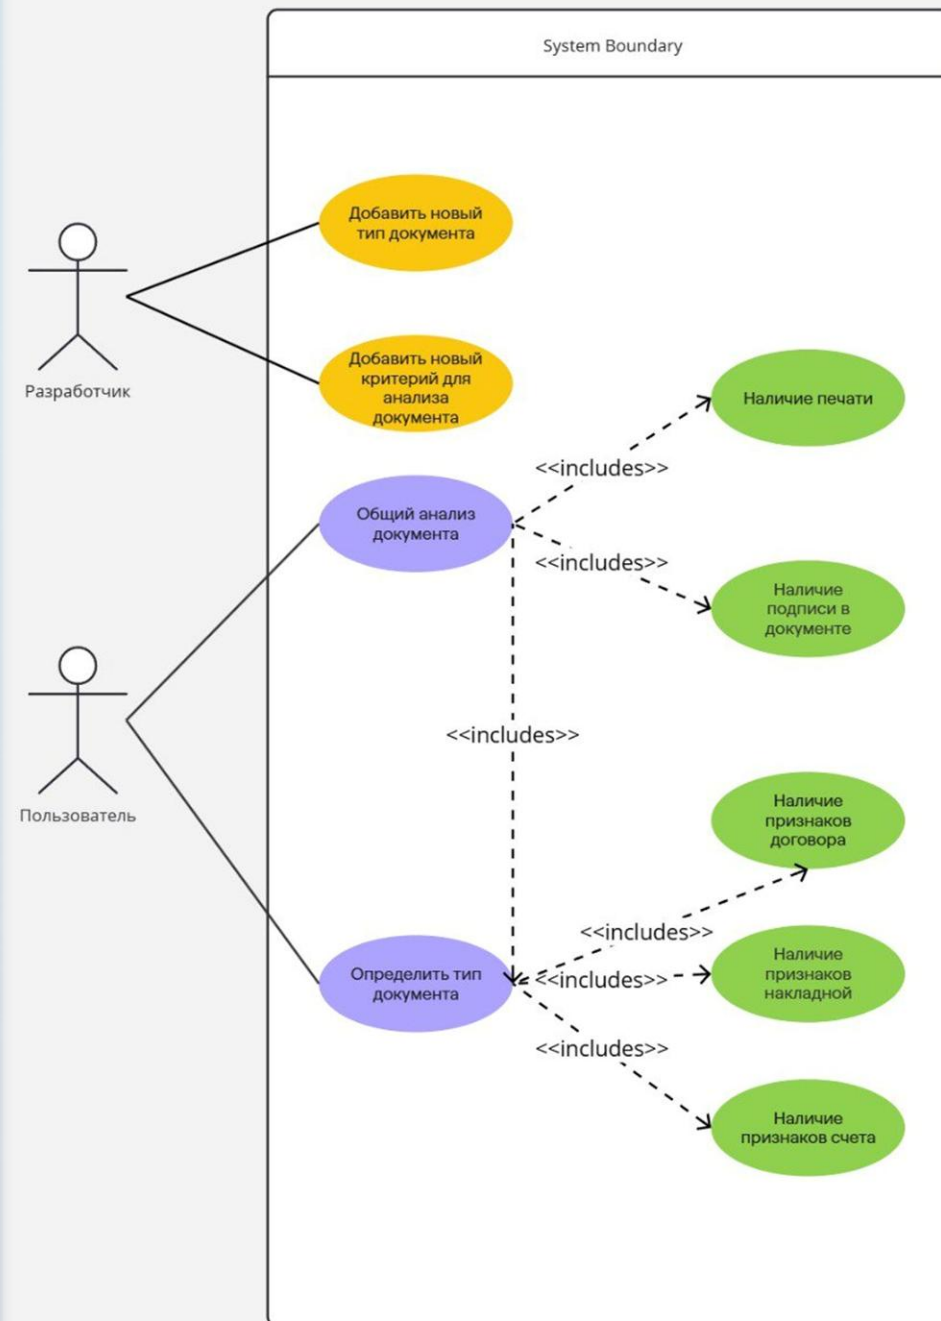 System Boundary
Добавить новый
тип документа
Разработчик
Добавить новый
критерий для
анализа
документа
Наличие печати
<<includes>>
Общий анализ
документа
<<includes>>
Наличие
подписи в
документе
<<includes>>
Пользователь
Наличие
признаков
договора
<<includes>>
Определить тип
документа
<<includes>>
Наличие
признаков
накладной
<<includes>>
Наличие
признаков счета